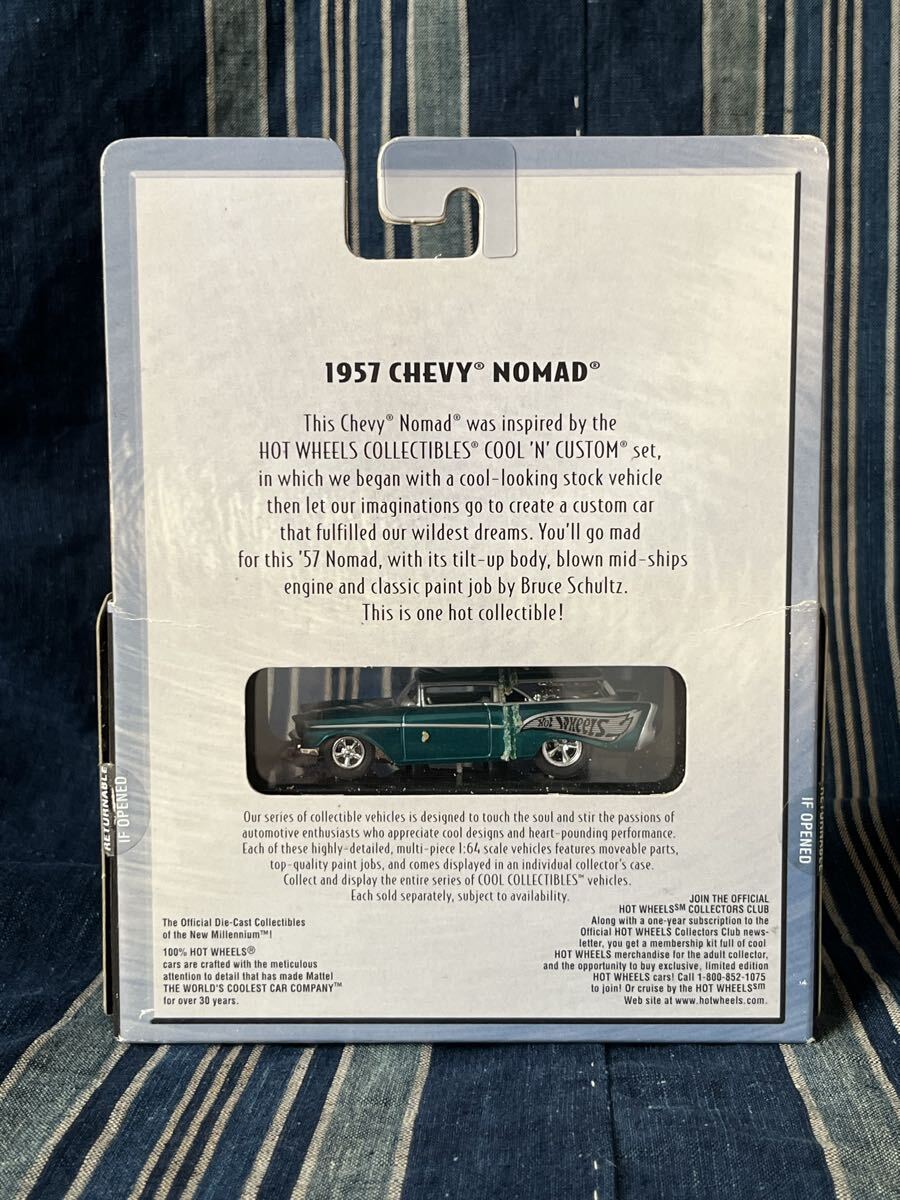 1957 CHEVY® NOMAD®
This Chevy® Nomad® was inspired by the
HOT WHEELS COLLECTIBLES® COOL 'N' CUSTOM® set,
in which we began with a cool-looking stock vehicle
then let our imaginations go to create a custom car
that fulfilled our wildest dreams. You'll go mad
for this '57 Nomad, with its tilt-up body, blown mid-ships
engine and classic paint job by Bruce Schultz.
This is one hot collectible!
HOT WHEELS
RETURNABLE
IF OPENED
IF OPENED
Our series of collectible vehicles is designed to touch the soul and stir the passions of
automotive enthusiasts who appreciate cool designs and heart-pounding performance.
Each of these highly-detailed, multi-piece 1:64 scale vehicles features moveable parts,
top-quality paint jobs, and comes displayed in an individual collector's case.
Collect and display the entire series of COOL COLLECTIBLES™ vehicles.
Each sold separately, subject to availability.
The Official Die-Cast Collectibles
of the New Millennium™!
100% HOT WHEELS®
cars are crafted with the meticulous
attention to detail that has made Mattel
THE WORLD'S COOLEST CAR COMPANY™
for over 30 years.
JOIN THE OFFICIAL
HOT WHEELS℠ COLLECTORS CLUB
Along with a one-year subscription to the
Official HOT WHEELS Collectors Club news-
letter, you get a membership kit full of cool
HOT WHEELS merchandise for the adult collector,
and the opportunity to buy exclusive, limited edition
HOT WHEELS cars! Call 1-800-852-1075
to join! Or cruise by the HOT WHEELS℠
Web site at www.hotwheels.com.